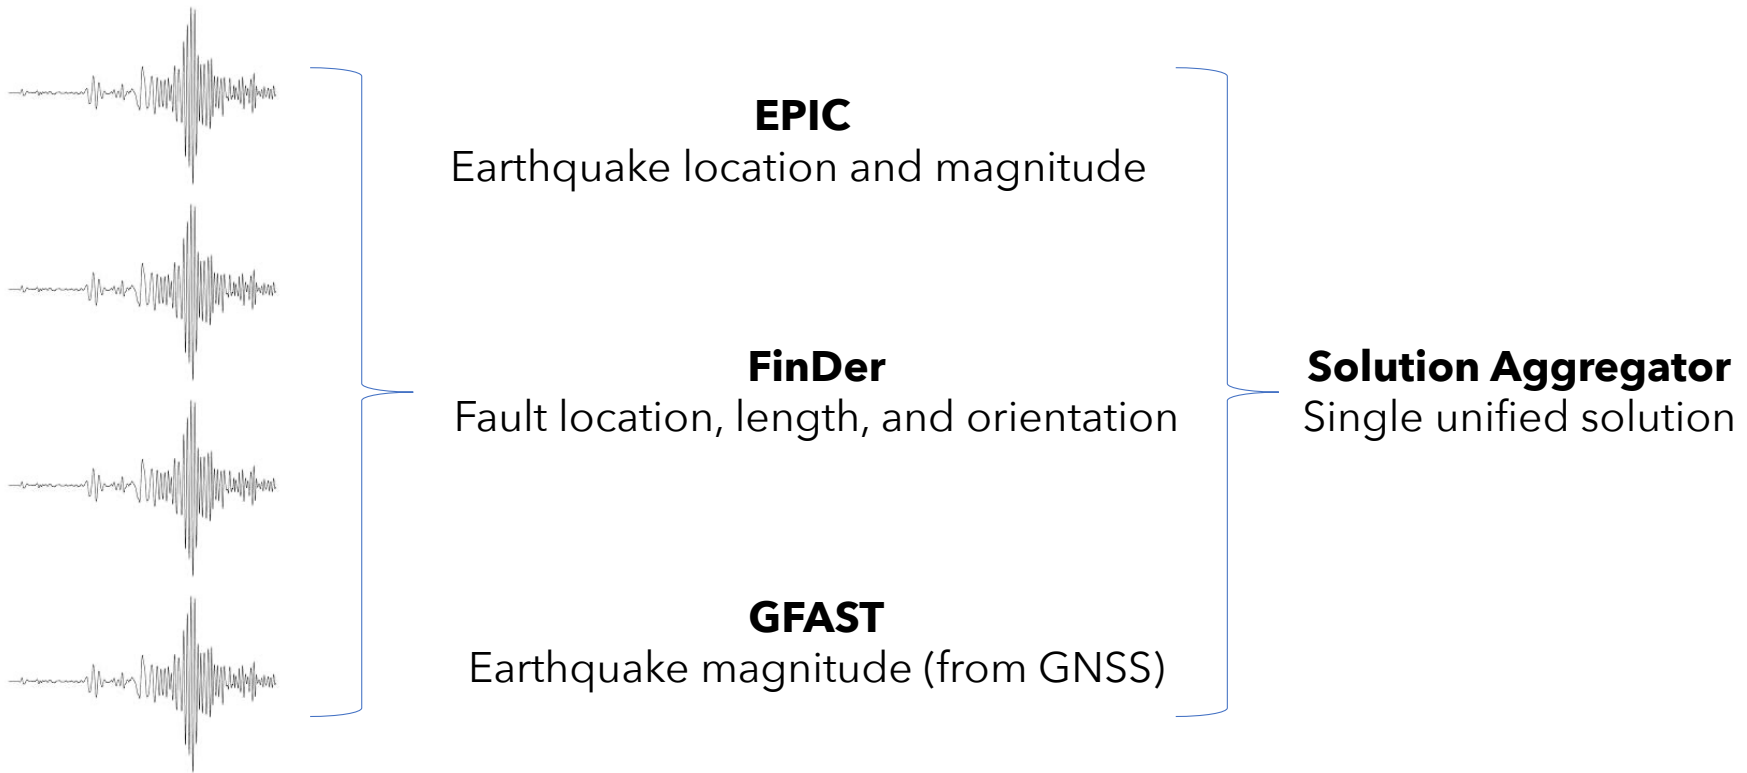 EPIC
Earthquake location and magnitude
FinDer
Fault location, length, and orientation
GFAST
Earthquake magnitude (from GNSS)
Solution Aggregator
Single unified solution